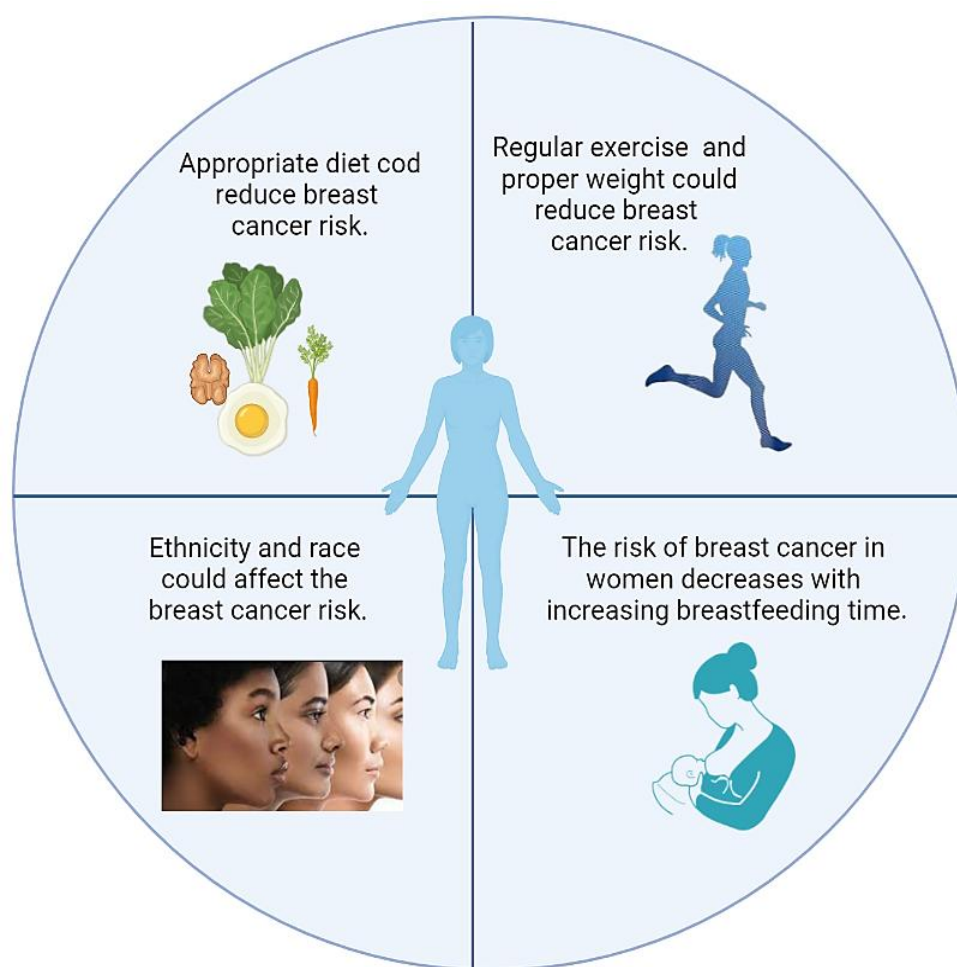 Appropriate diet cod
reduce breast
cancer risk.
Regular exercise and
proper weight could
reduce breast
cancer risk.
Ethnicity and race
could affect the
breast cancer risk.
The risk of breast cancer in
women decreases with
increasing breastfeeding time.